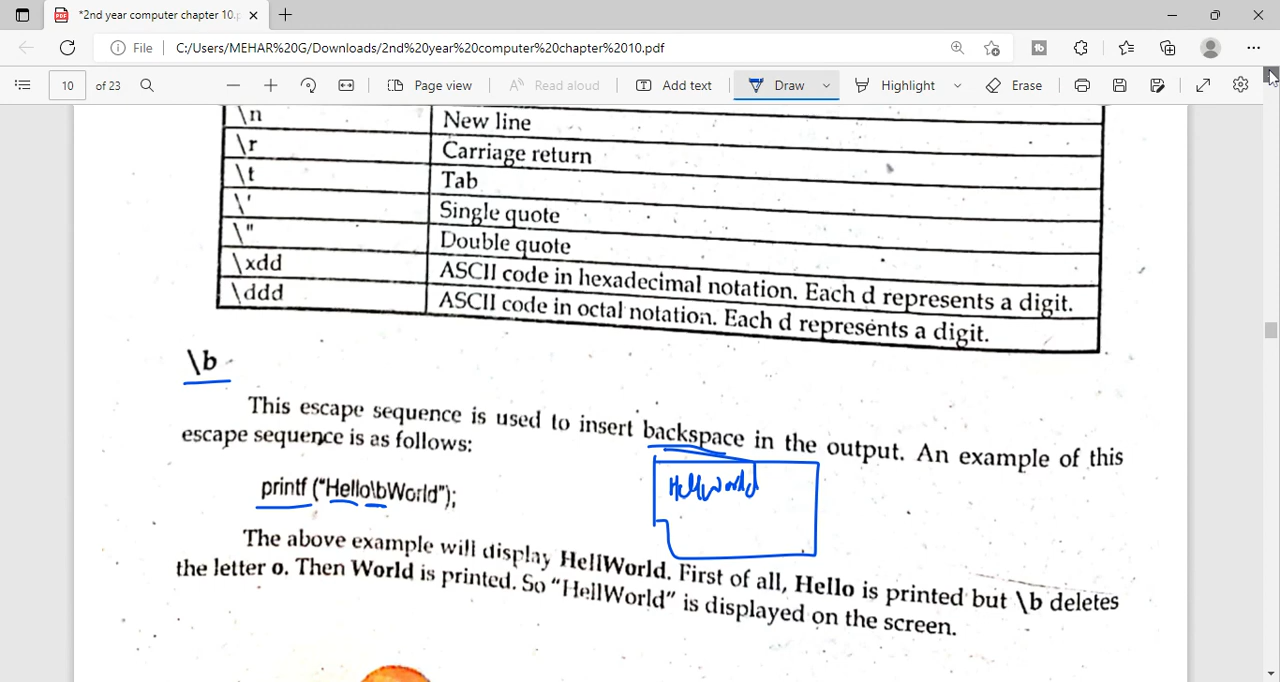 *2nd year computer chapter 10.p
File C:/Users/MEHAR%20G/Downloads/2nd%20year%20computer%20chapter%2010.pdf
10 of 23 Page view Read aloud Add text Draw Highlight Erase
\n New line
\r Carriage return
\t Tab
\' Single quote
\" Double quote
\xdd ASCII code in hexadecimal notation. Each d represents a digit.
\ddd ASCII code in octal notation. Each d represents a digit.
\b
This escape sequence is used to insert backspace in the output. An example of this
escape sequence is as follows:
printf ("Hello\bWorld");
HellWorld
The above example will display HellWorld. First of all, Hello is printed but \b deletes
the letter o. Then World is printed. So "HellWorld" is displayed on the screen.